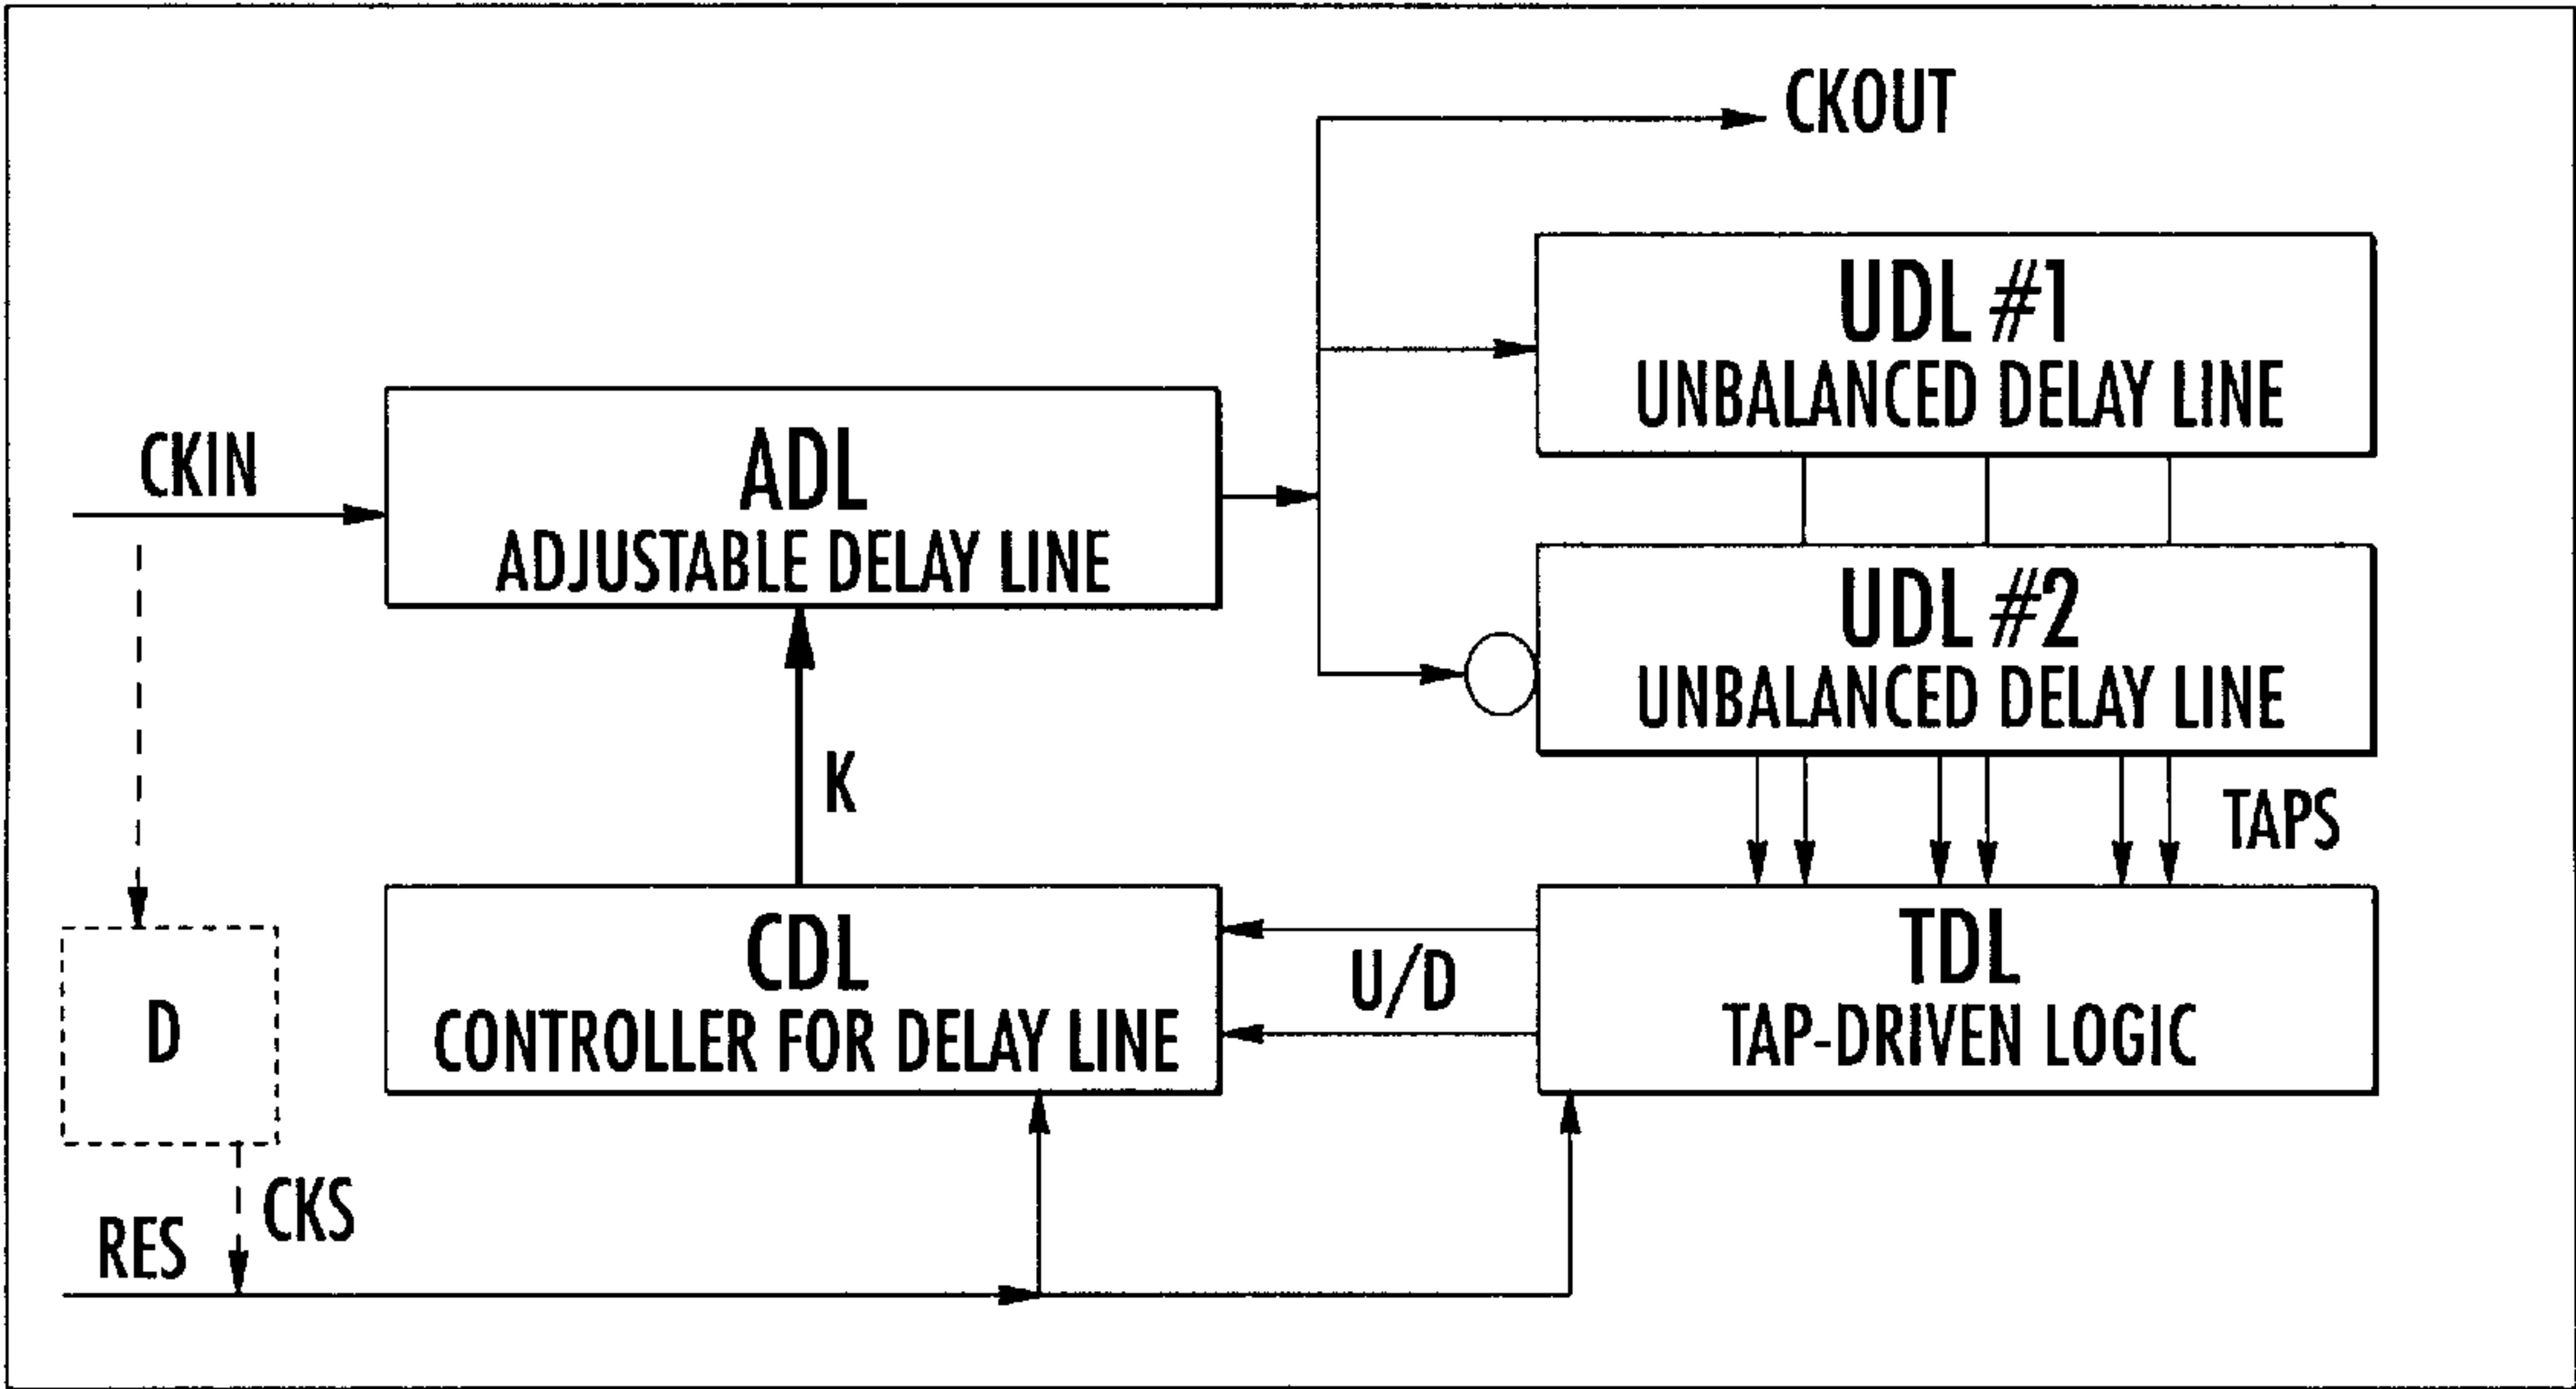 CKOUT
UDL #1
UNBALANCED DELAY LINE
CKIN
ADL
ADJUSTABLE DELAY LINE
UDL #2
UNBALANCED DELAY LINE
K
TAPS
CDL
CONTROLLER FOR DELAY LINE
U/D
TDL
TAP-DRIVEN LOGIC
D
CKS
RES